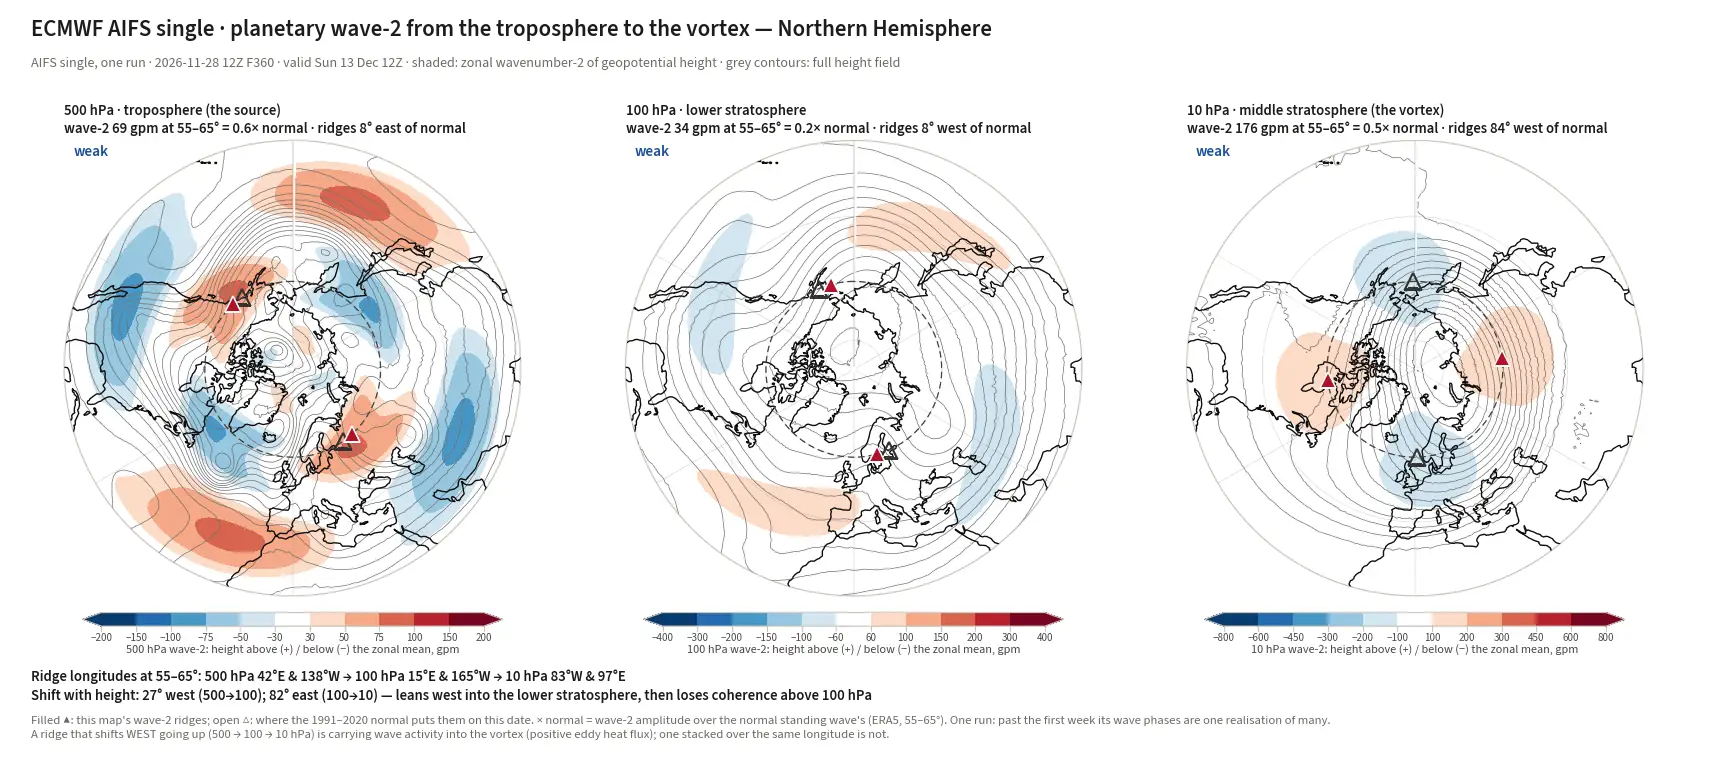 ECMWF AIFS single · planetary wave-2 from the troposphere to the vortex — Northern Hemisphere
AIFS single, one run · 2026-11-28 12Z F360 · valid Sun 13 Dec 12Z · shaded: zonal wavenumber-2 of geopotential height · grey contours: full height field
500 hPa · troposphere (the source)
wave-2 69 gpm at 55–65° = 0.6× normal · ridges 8° east of normal
weak
100 hPa · lower stratosphere
wave-2 34 gpm at 55–65° = 0.2× normal · ridges 8° west of normal
weak
10 hPa · middle stratosphere (the vortex)
wave-2 176 gpm at 55–65° = 0.5× normal · ridges 84° west of normal
weak
−200 −150 −100 −75 −50 −30 30 50 75 100 150 200
500 hPa wave-2: height above (+) / below (−) the zonal mean, gpm
−400 −300 −200 −150 −100 −60 60 100 150 200 300 400
100 hPa wave-2: height above (+) / below (−) the zonal mean, gpm
−800 −600 −450 −300 −200 −100 100 200 300 450 600 800
10 hPa wave-2: height above (+) / below (−) the zonal mean, gpm
Ridge longitudes at 55–65°: 500 hPa 42°E & 138°W → 100 hPa 15°E & 165°W → 10 hPa 83°W & 97°E
Shift with height: 27° west (500→100); 82° east (100→10) — leans west into the lower stratosphere, then loses coherence above 100 hPa
Filled ▲: this map's wave-2 ridges; open △: where the 1991–2020 normal puts them on this date. × normal = wave-2 amplitude over the normal standing wave's (ERA5, 55–65°). One run: past the first week its wave phases are one realisation of many.
A ridge that shifts WEST going up (500 → 100 → 10 hPa) is carrying wave activity into the vortex (positive eddy heat flux); one stacked over the same longitude is not.